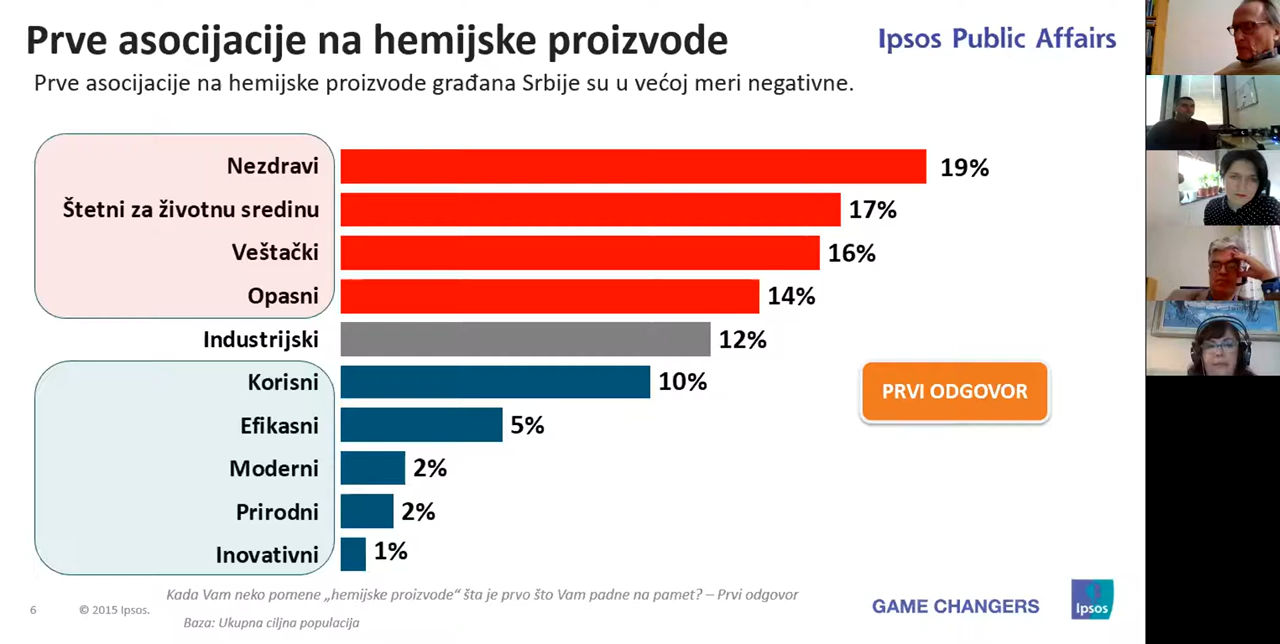 Prve asocijacije na hemijske proizvode
Ipsos Public Affairs
Prve asocijacije na hemijske proizvode građana Srbije su u većoj meri negativne.
Nezdravi 19%
Štetni za životnu sredinu 17%
Veštački 16%
Opasni 14%
Industrijski 12%
Korisni 10%
PRVI ODGOVOR
Efikasni 5%
Moderni 2%
Prirodni 2%
Inovativni 1%
Kada Vam neko pomene „hemijske proizvode“ šta je prvo što Vam padne na pamet? – Prvi odgovor
6 © 2015 Ipsos.
Baza: Ukupna ciljna populacija
GAME CHANGERS
Ipsos